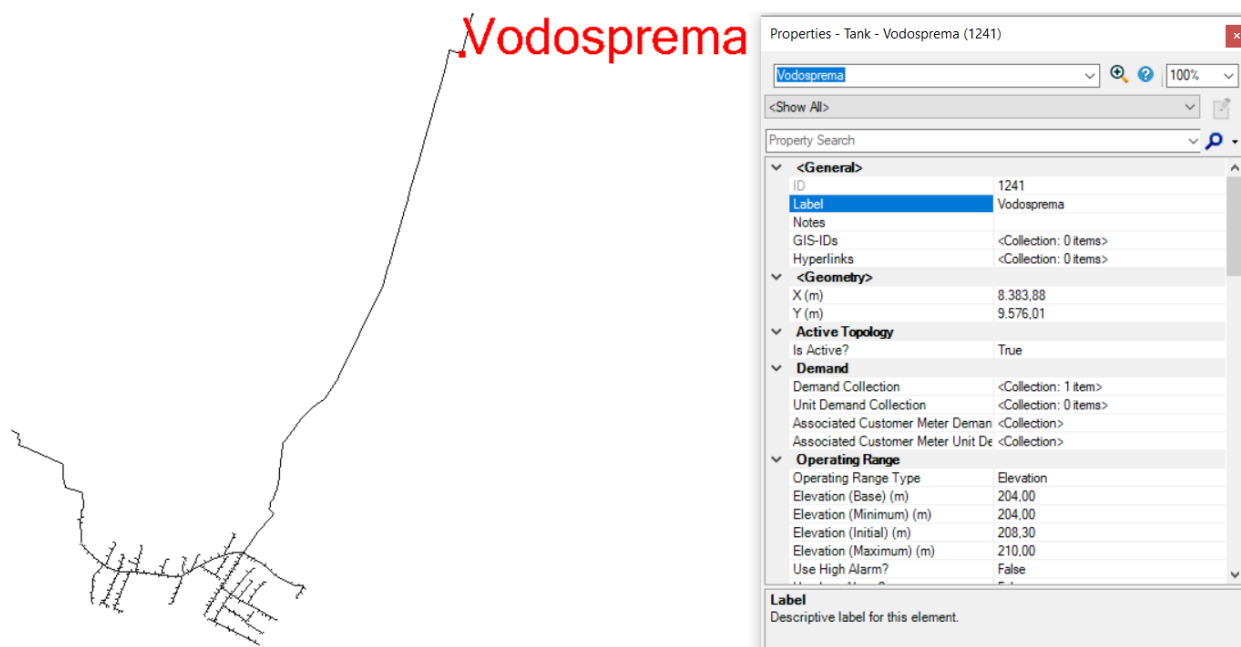 Vodosprema
Properties - Tank - Vodosprema (1241)
Vodosprema
100%
<Show All>
Property Search
<General>
ID 1241
Label Vodosprema
Notes
GIS-IDs <Collection: 0 items>
Hyperlinks <Collection: 0 items>
<Geometry>
X (m) 8.383,88
Y (m) 9.576,01
Active Topology
Is Active? True
Demand
Demand Collection <Collection: 1 item>
Unit Demand Collection <Collection: 0 items>
Associated Customer Meter Deman <Collection>
Associated Customer Meter Unit De <Collection>
Operating Range
Operating Range Type Elevation
Elevation (Base) (m) 204,00
Elevation (Minimum) (m) 204,00
Elevation (Initial) (m) 208,30
Elevation (Maximum) (m) 210,00
Use High Alarm? False
Label
Descriptive label for this element.